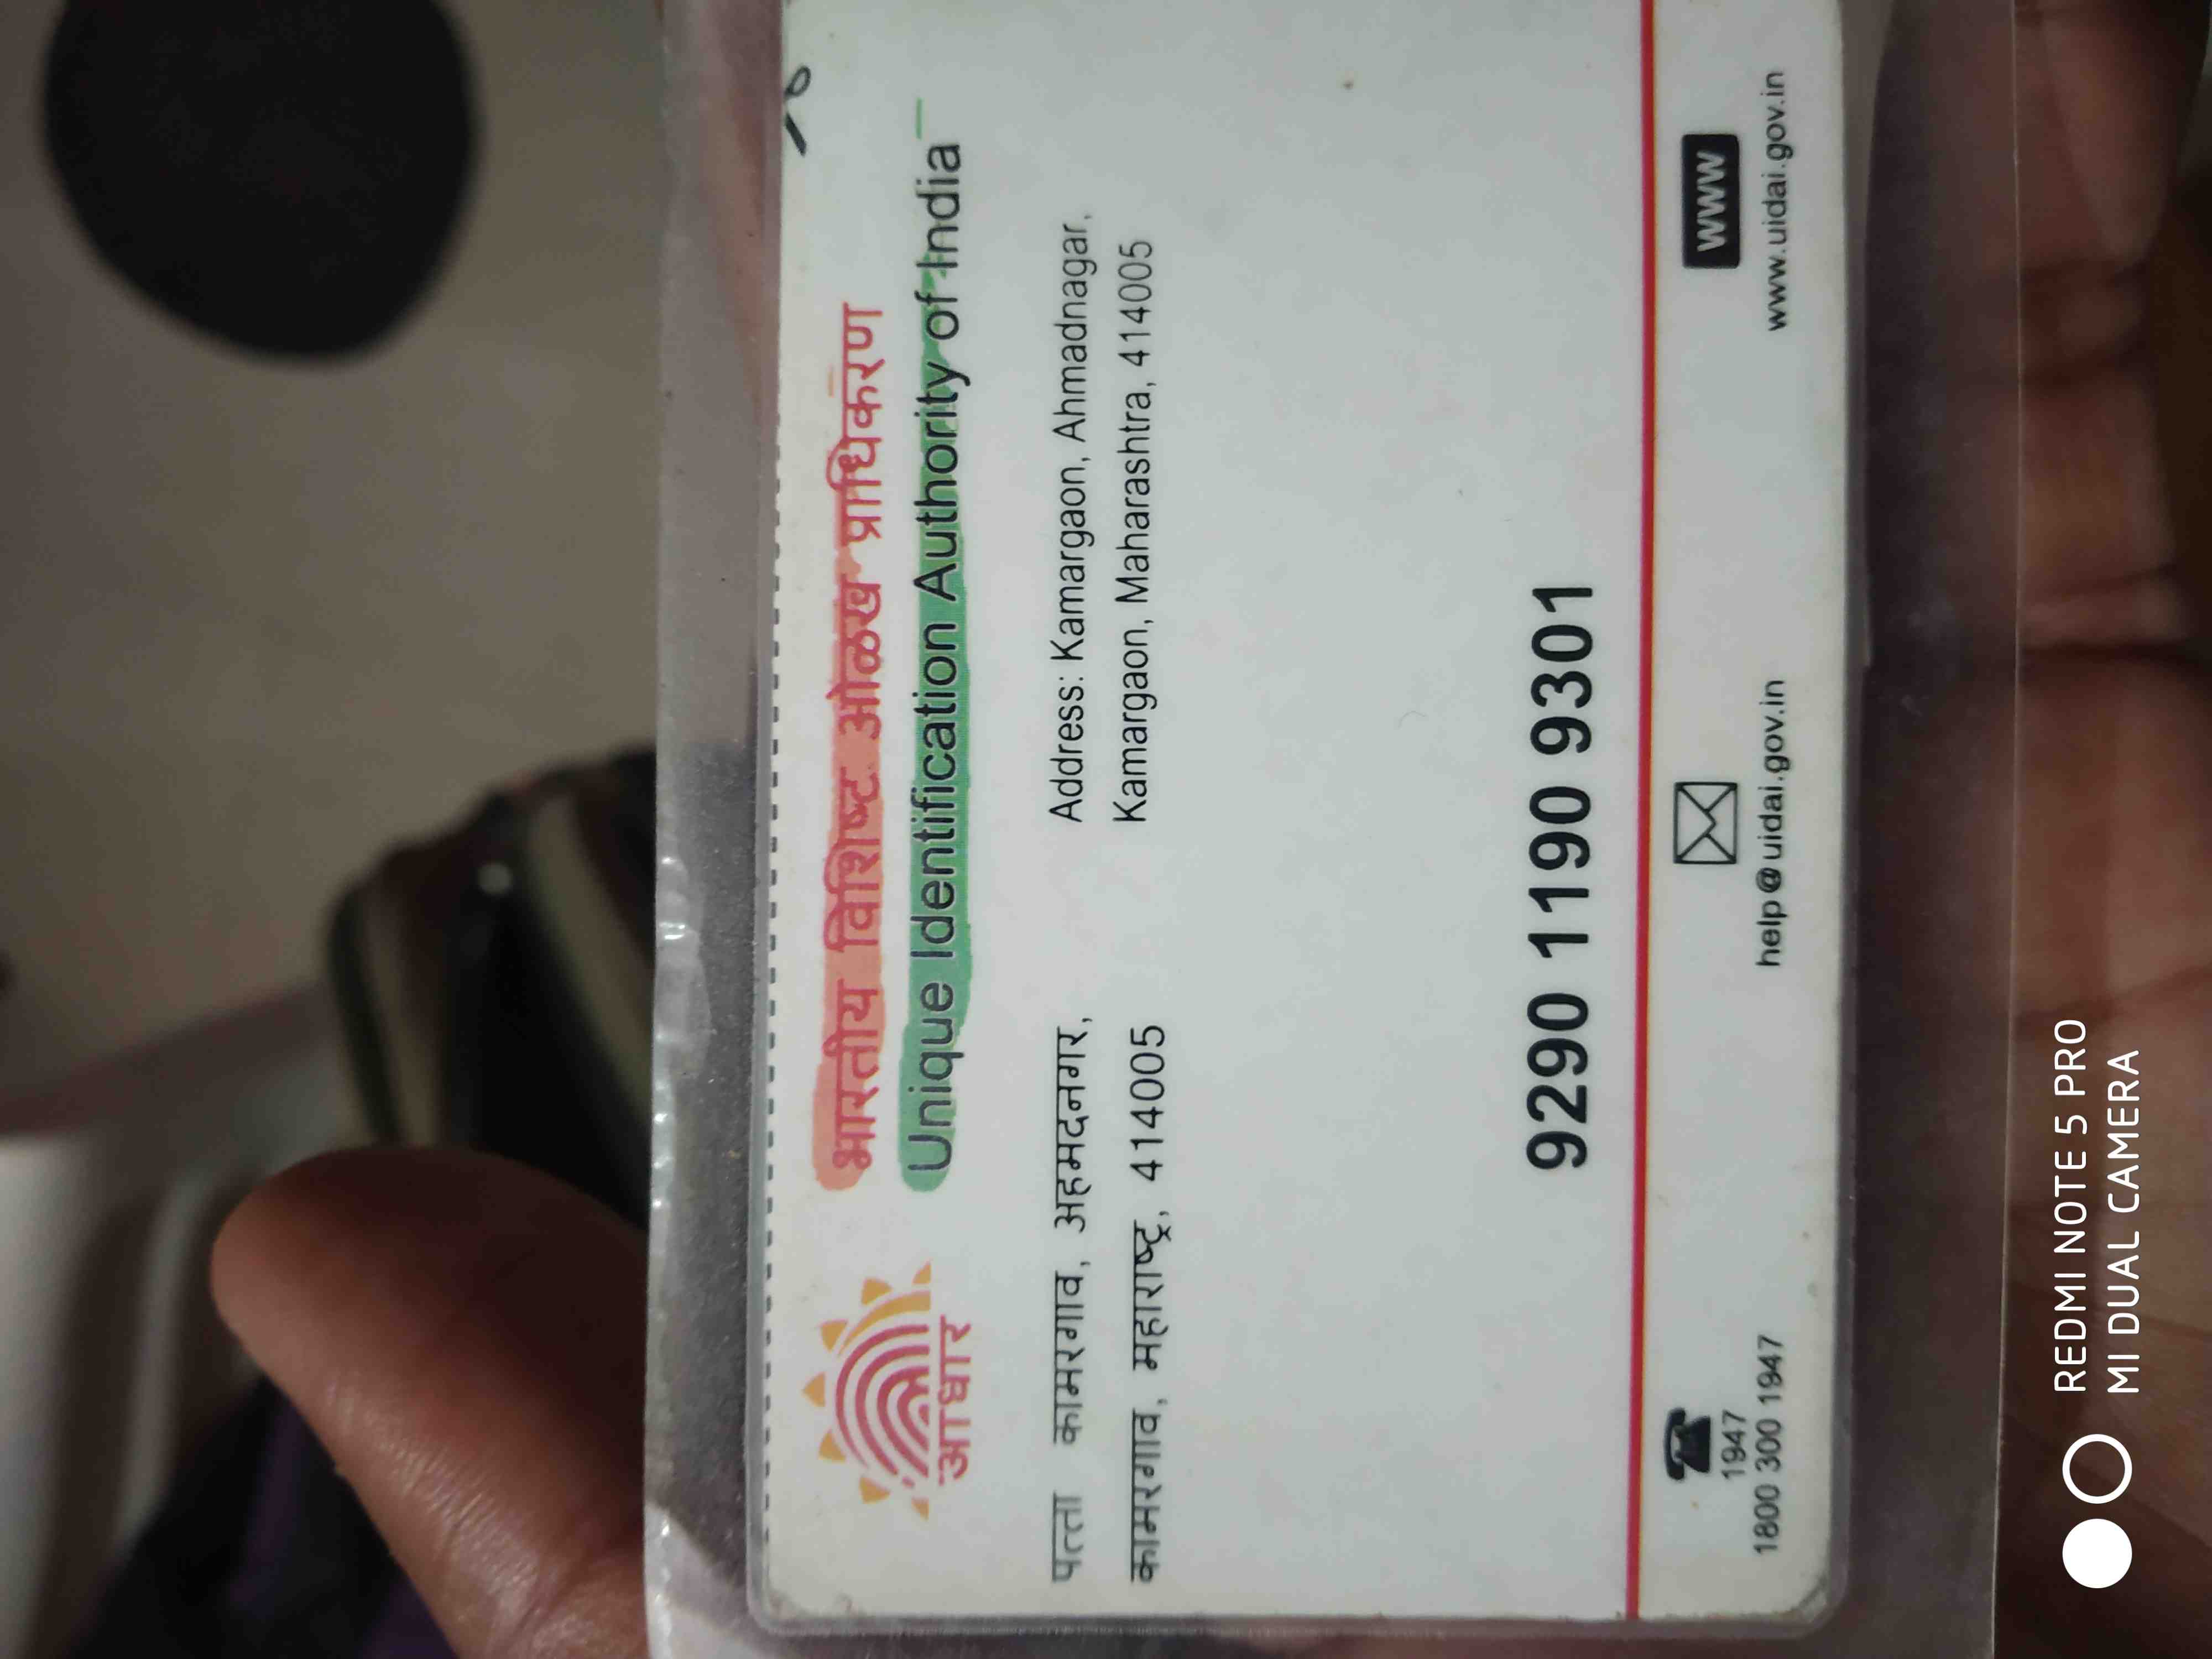 भारतीय विशिष्ट ओळख प्राधिकरण
Unique Identification Authority of India
आधार
पत्ता कामरगाव, अहमदनगर,
कामरगाव, महाराष्ट्र, 414005
Address: Kamargaon, Ahmadnagar,
Kamargaon, Maharashtra, 414005
9290 1190 9301
1947
1800 300 1947
help@uidai.gov.in
WWW
www.uidai.gov.in
REDMI NOTE 5 PRO
MI DUAL CAMERA